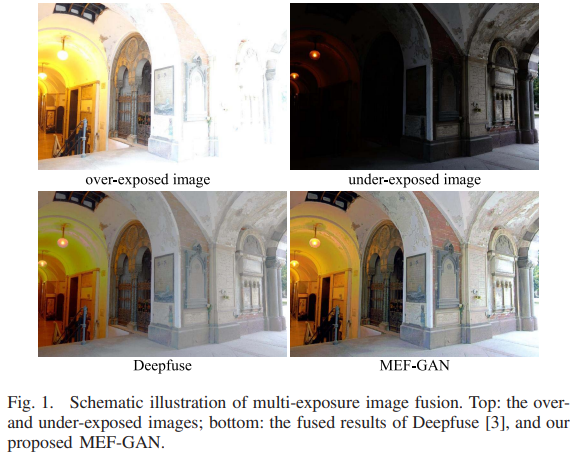 over-exposed image
under-exposed image
Deepfuse
MEF-GAN
Fig. 1. Schematic illustration of multi-exposure image fusion. Top: the over-
and under-exposed images; bottom: the fused results of Deepfuse [3], and our
proposed MEF-GAN.